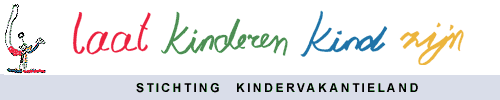 laat kinderen kind zijn
STICHTING KINDERVAKANTIELAND